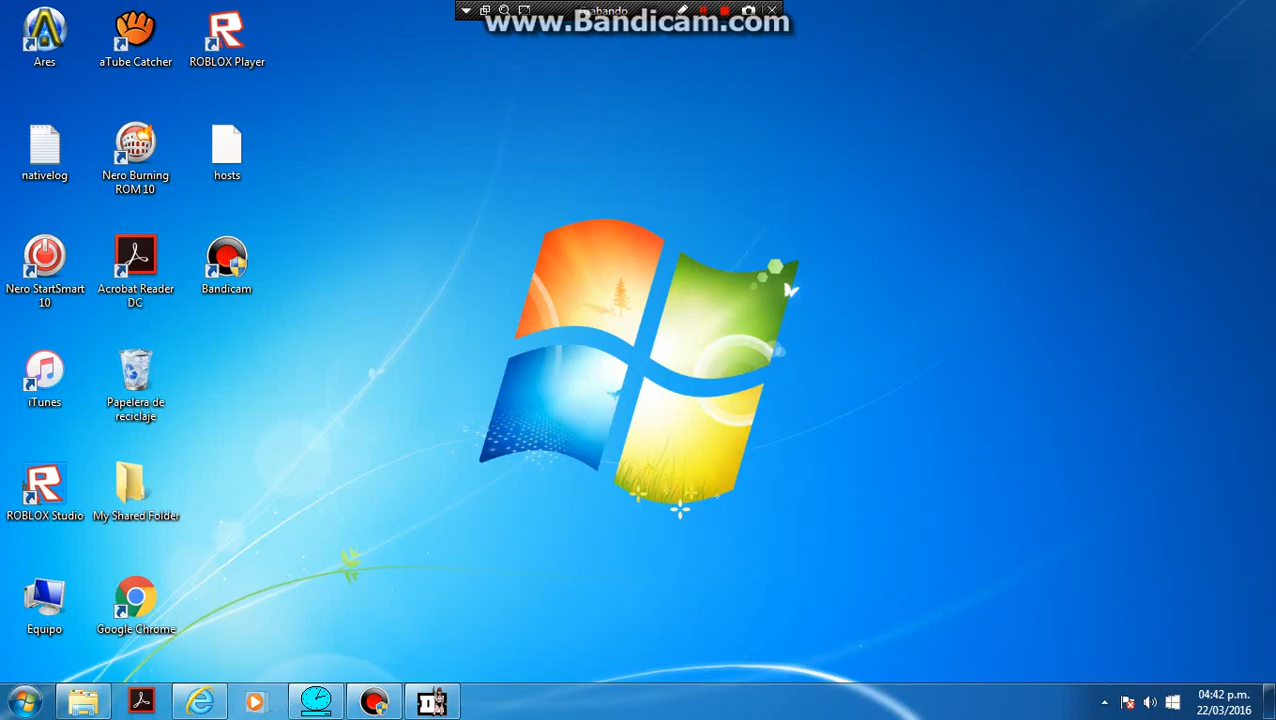 Grabando
www.Bandicam.com
Ares
aTube Catcher
ROBLOX Player
nativelog
Nero Burning
ROM 10
hosts
Nero StartSmart
10
Acrobat Reader
DC
Bandicam
iTunes
Papelera de
reciclaje
ROBLOX Studio
My Shared Folder
Equipo
Google Chrome
04:42 p.m.
22/03/2016